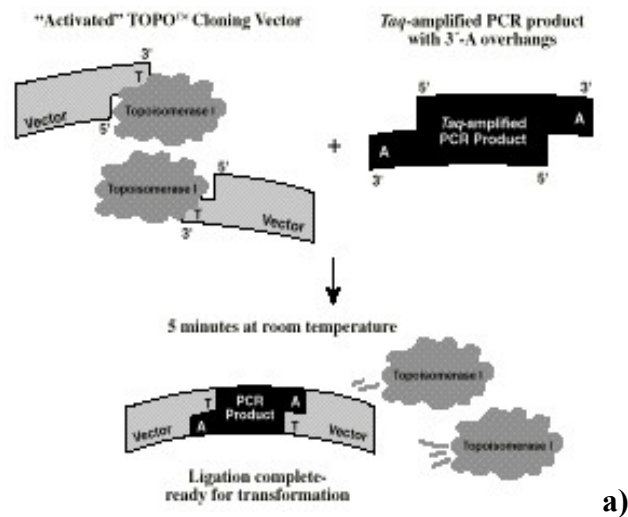 “Activated” TOPO™ Cloning Vector
Taq-amplified PCR product
with 3´-A overhangs
3´
T
Topoisomerase I
Vector
5´
5´
3´
Taq-amplified
PCR Product
A
A
3´
5´
+
5´
Topoisomerase I
T
3´
Vector
5 minutes at room temperature
Topoisomerase I
T
PCR
Product
A
Vector
A
T
Vector
Topoisomerase I
Ligation complete-
ready for transformation
a)